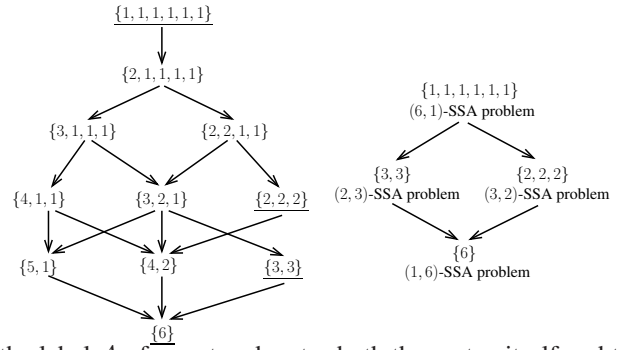 {1, 1, 1, 1, 1, 1}
{2, 1, 1, 1, 1}
{3, 1, 1, 1} {2, 2, 1, 1}
{4, 1, 1} {3, 2, 1} {2, 2, 2}
{5, 1} {4, 2} {3, 3}
{6}
{1, 1, 1, 1, 1, 1}
(6, 1)-SSA problem
{3, 3} {2, 2, 2}
(2, 3)-SSA problem (3, 2)-SSA problem
{6}
(1, 6)-SSA problem